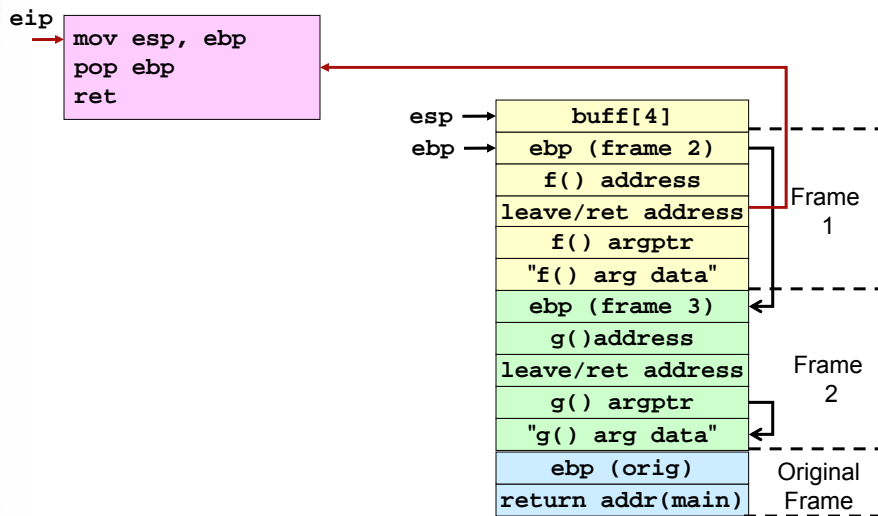 eip
mov esp, ebp
pop ebp
ret
esp
buff[4]
ebp
ebp (frame 2)
f() address
leave/ret address
f() argptr
"f() arg data"
Frame
1
ebp (frame 3)
g()address
leave/ret address
g() argptr
"g() arg data"
Frame
2
ebp (orig)
return addr(main)
Original
Frame